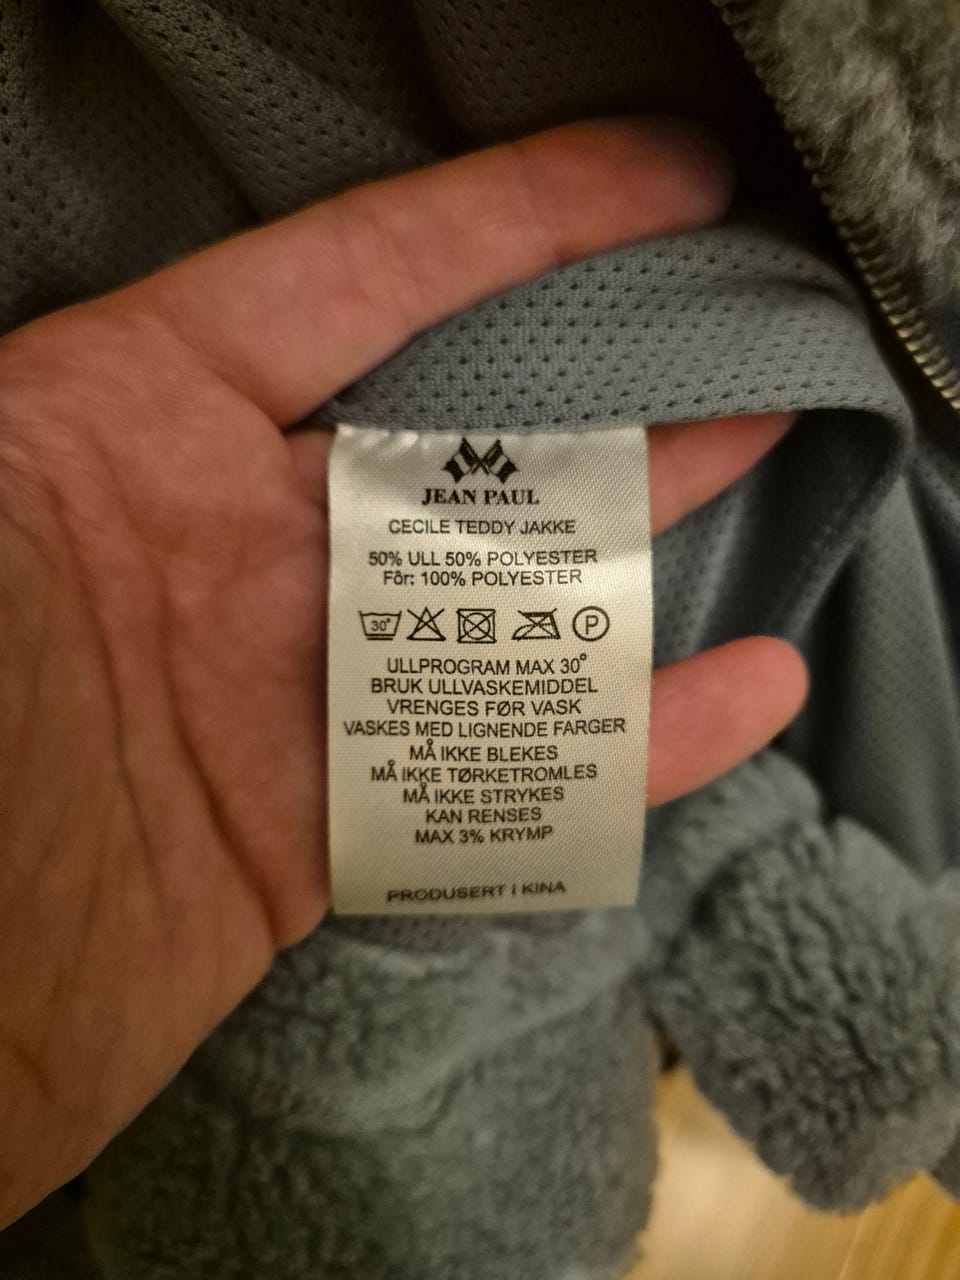 JEAN PAUL
CECILE TEDDY JAKKE
50% ULL 50% POLYESTER
Fôr: 100% POLYESTER
30° P
ULLPROGRAM MAX 30°
BRUK ULLVASKEMIDDEL
VRENGES FØR VASK
VASKES MED LIGNENDE FARGER
MÅ IKKE BLEKES
MÅ IKKE TØRKETROMLES
MÅ IKKE STRYKES
KAN RENSES
MAX 3% KRYMP
PRODUSERT I KINA